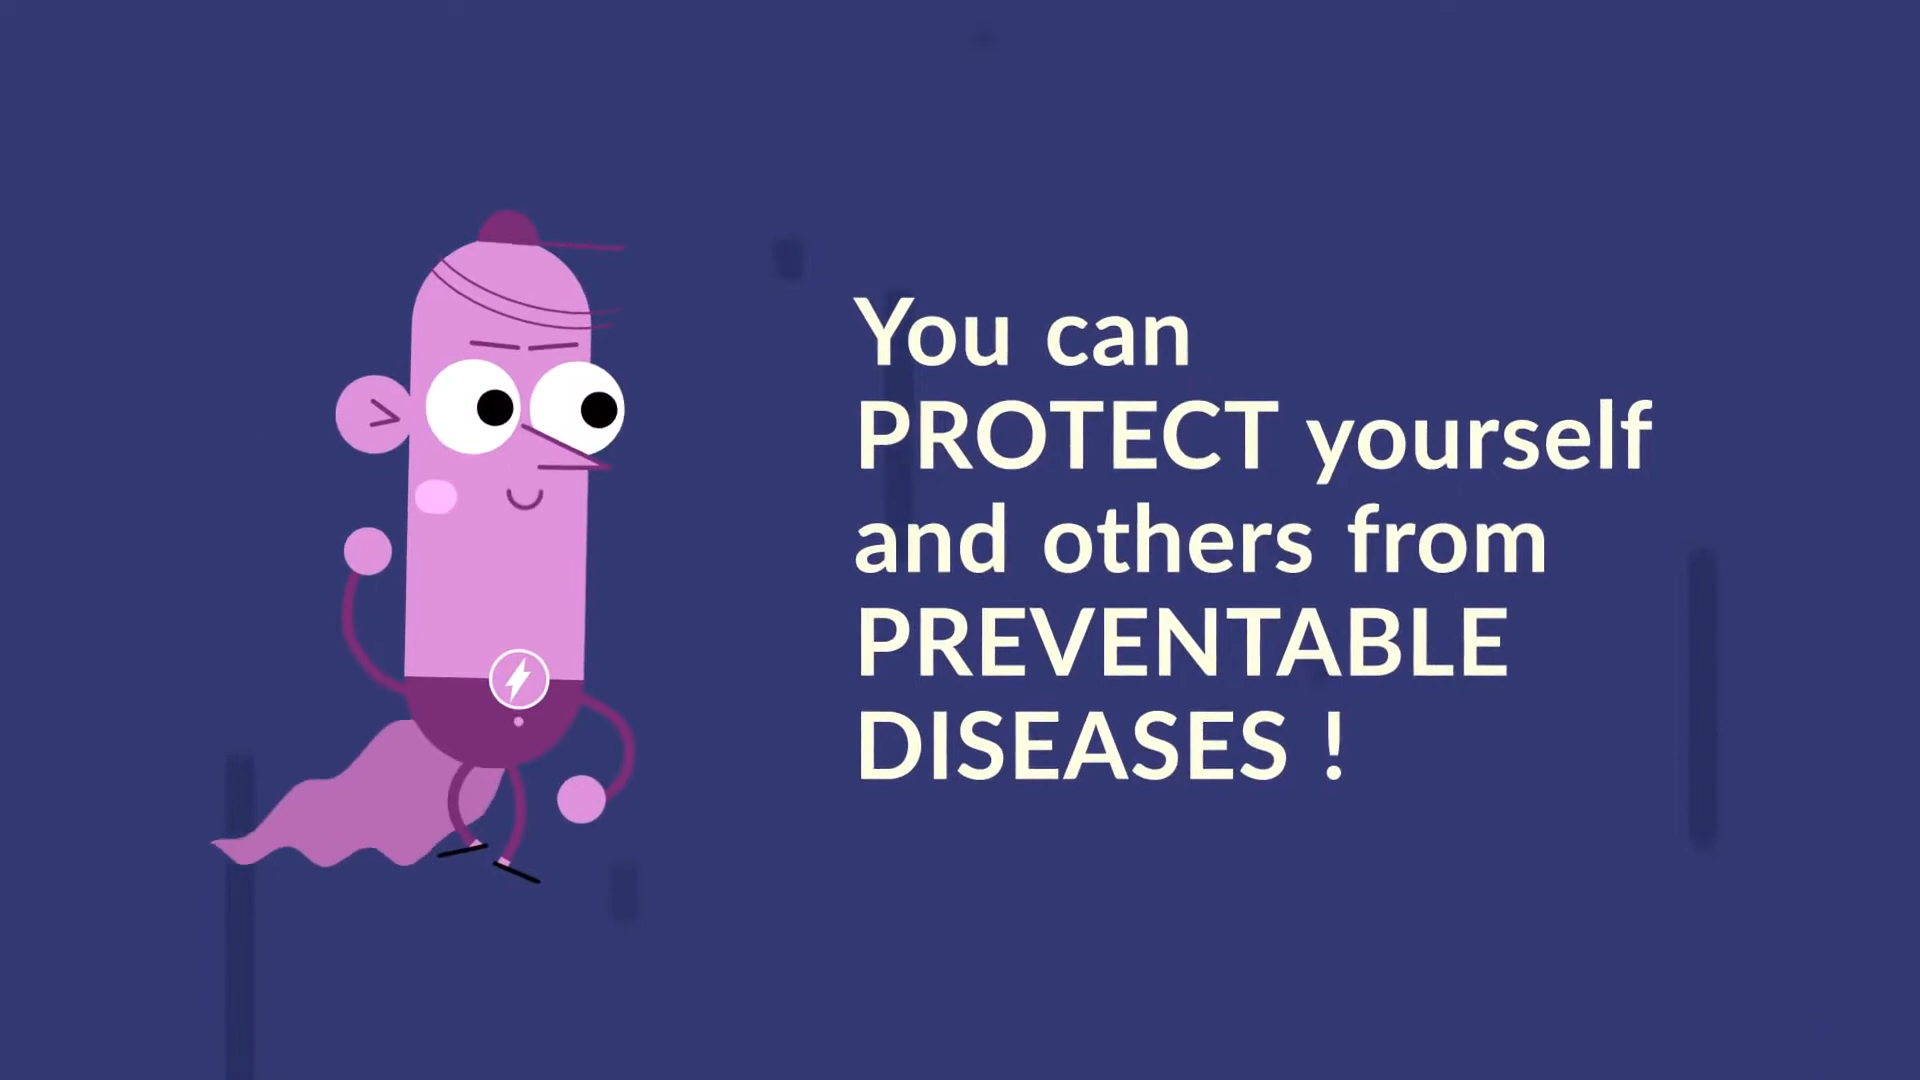 You can
PROTECT yourself
and others from
PREVENTABLE
DISEASES !